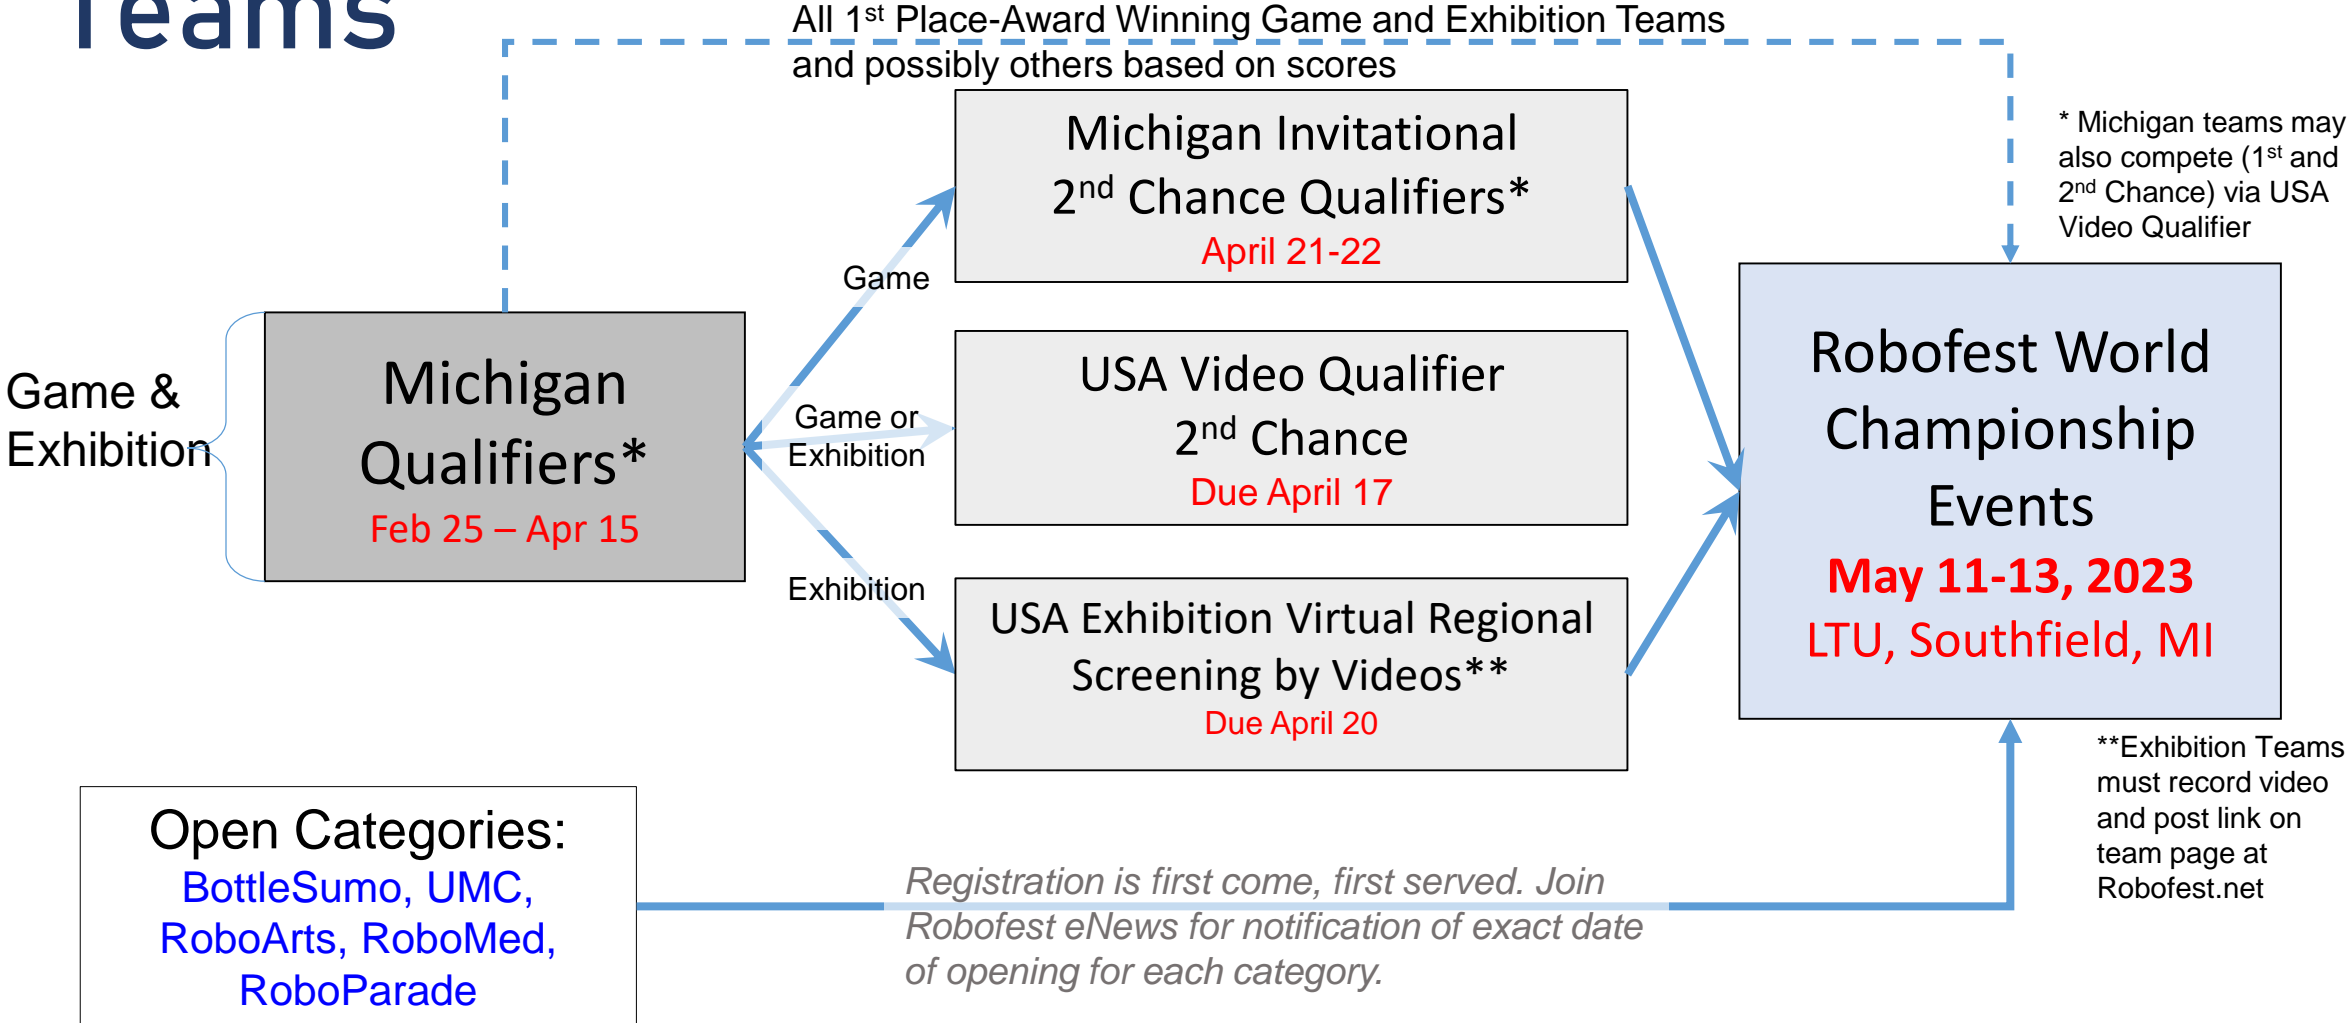 Teams
All 1st Place-Award Winning Game and Exhibition Teams
and possibly others based on scores
Michigan Invitational
2nd Chance Qualifiers*
April 21-22
* Michigan teams may
also compete (1st and
2nd Chance) via USA
Video Qualifier
Game
Game &
Exhibition
Michigan
Qualifiers*
Feb 25 – Apr 15
Game or
Exhibition
USA Video Qualifier
2nd Chance
Due April 17
Robofest World
Championship
Events
May 11-13, 2023
LTU, Southfield, MI
Exhibition
USA Exhibition Virtual Regional
Screening by Videos**
Due April 20
**Exhibition Teams
must record video
and post link on
team page at
Robofest.net
Open Categories:
BottleSumo, UMC,
RoboArts, RoboMed,
RoboParade
Registration is first come, first served. Join
Robofest eNews for notification of exact date
of opening for each category.